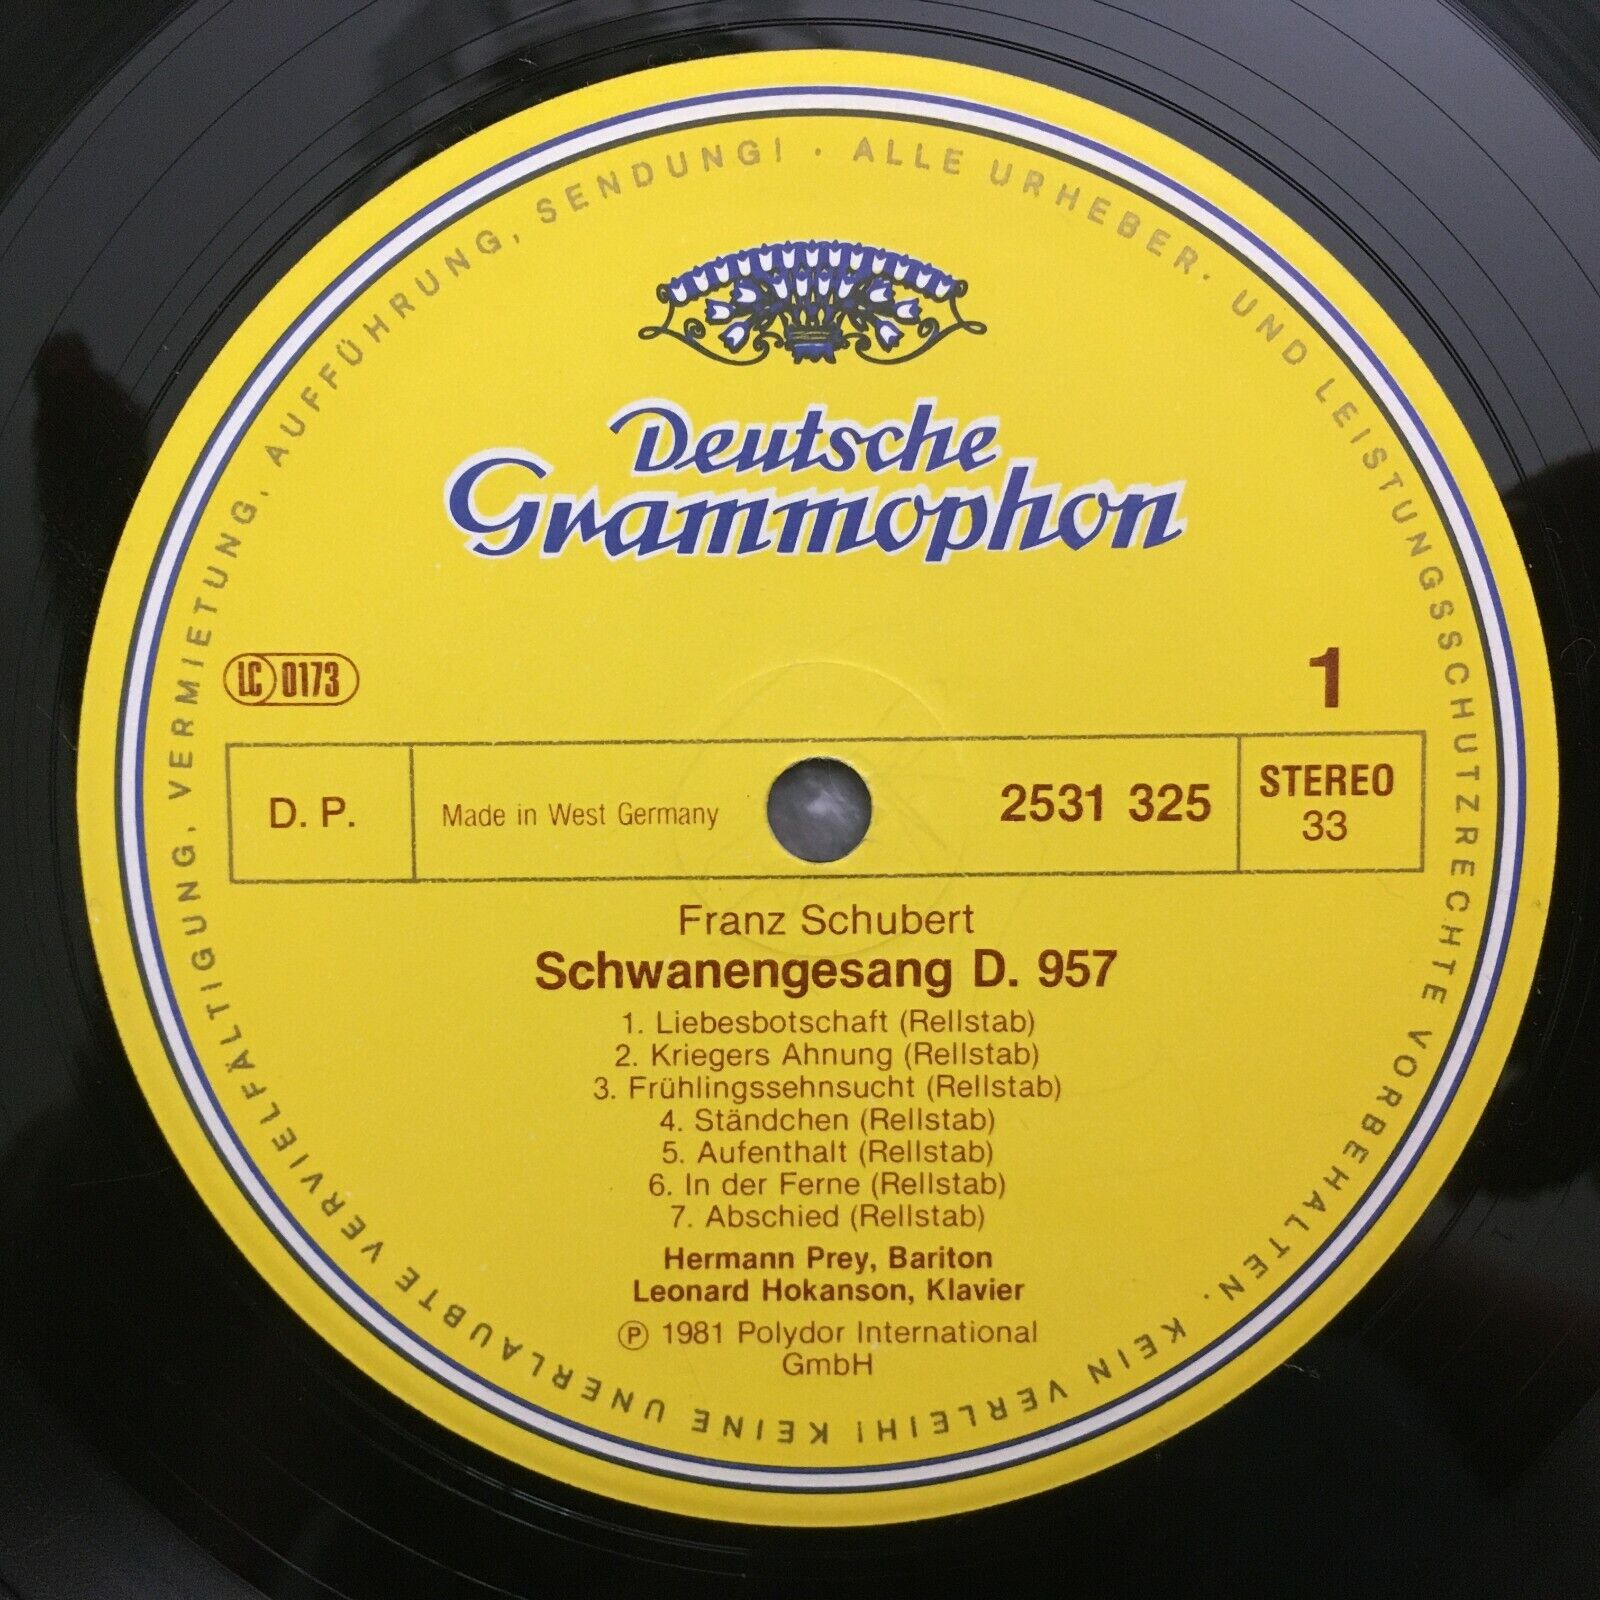 ALLE URHEBER- UND LEISTUNGSSCHUTZRECHTE VORBEHALTEN. KEIN VERLEIH! KEINE UNERLAUBTE VERVIELFÄLTIGUNG, VERMIETUNG, AUFFÜHRUNG, SENDUNG! ·
Deutsche
Grammophon
LC 0173
1
D. P.
Made in West Germany
2531 325
STEREO
33
Franz Schubert
Schwanengesang D. 957
1. Liebesbotschaft (Rellstab)
2. Kriegers Ahnung (Rellstab)
3. Frühlingssehnsucht (Rellstab)
4. Ständchen (Rellstab)
5. Aufenthalt (Rellstab)
6. In der Ferne (Rellstab)
7. Abschied (Rellstab)
Hermann Prey, Bariton
Leonard Hokanson, Klavier
℗ 1981 Polydor International
GmbH